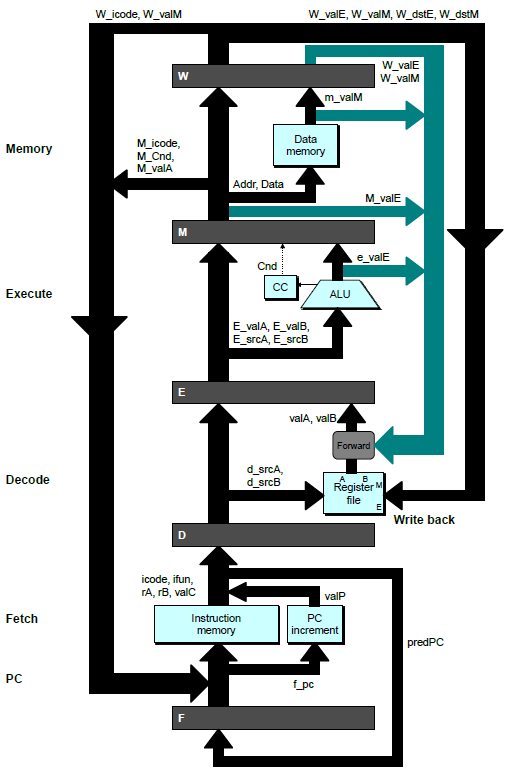 W_icode, W_valM
W_valE, W_valM, W_dstE, W_dstM
W
W_valE
W_valM
m_valM
Memory
M_icode,
M_Cnd,
M_valA
Data
memory
Addr, Data
M_valE
M
Cnd
e_valE
Execute
CC
ALU
E_valA, E_valB,
E_srcA, E_srcB
E
valA, valB
Forward
Decode
d_srcA,
d_srcB
A B
M
Register
file
E
Write back
D
icode, ifun,
rA, rB, valC
valP
Fetch
Instruction
memory
PC
increment
predPC
PC
f_pc
F